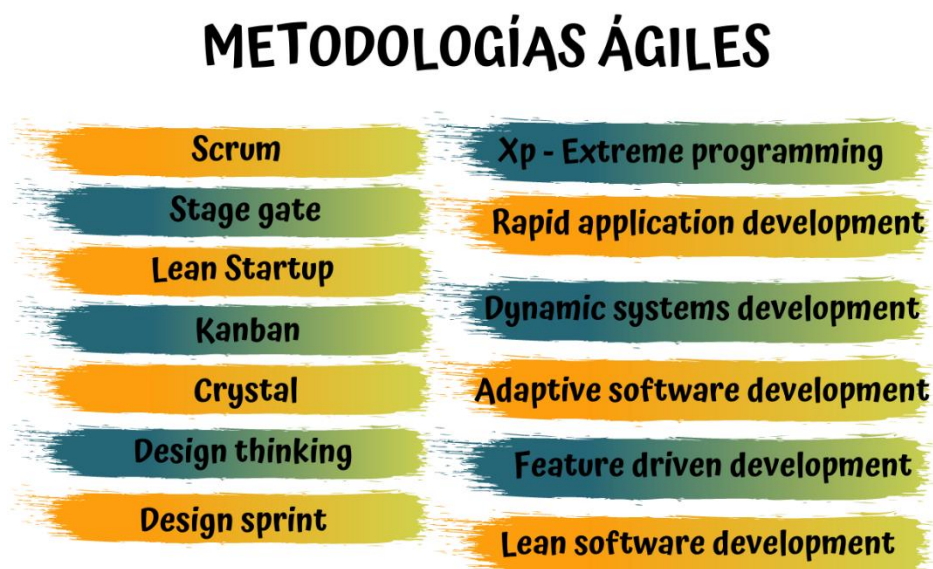 METODOLOGÍAS ÁGILES
Scrum
Stage gate
Lean Startup
Kanban
Crystal
Design thinking
Design sprint
Xp - Extreme programming
Rapid application development
Dynamic systems development
Adaptive software development
Feature driven development
Lean software development